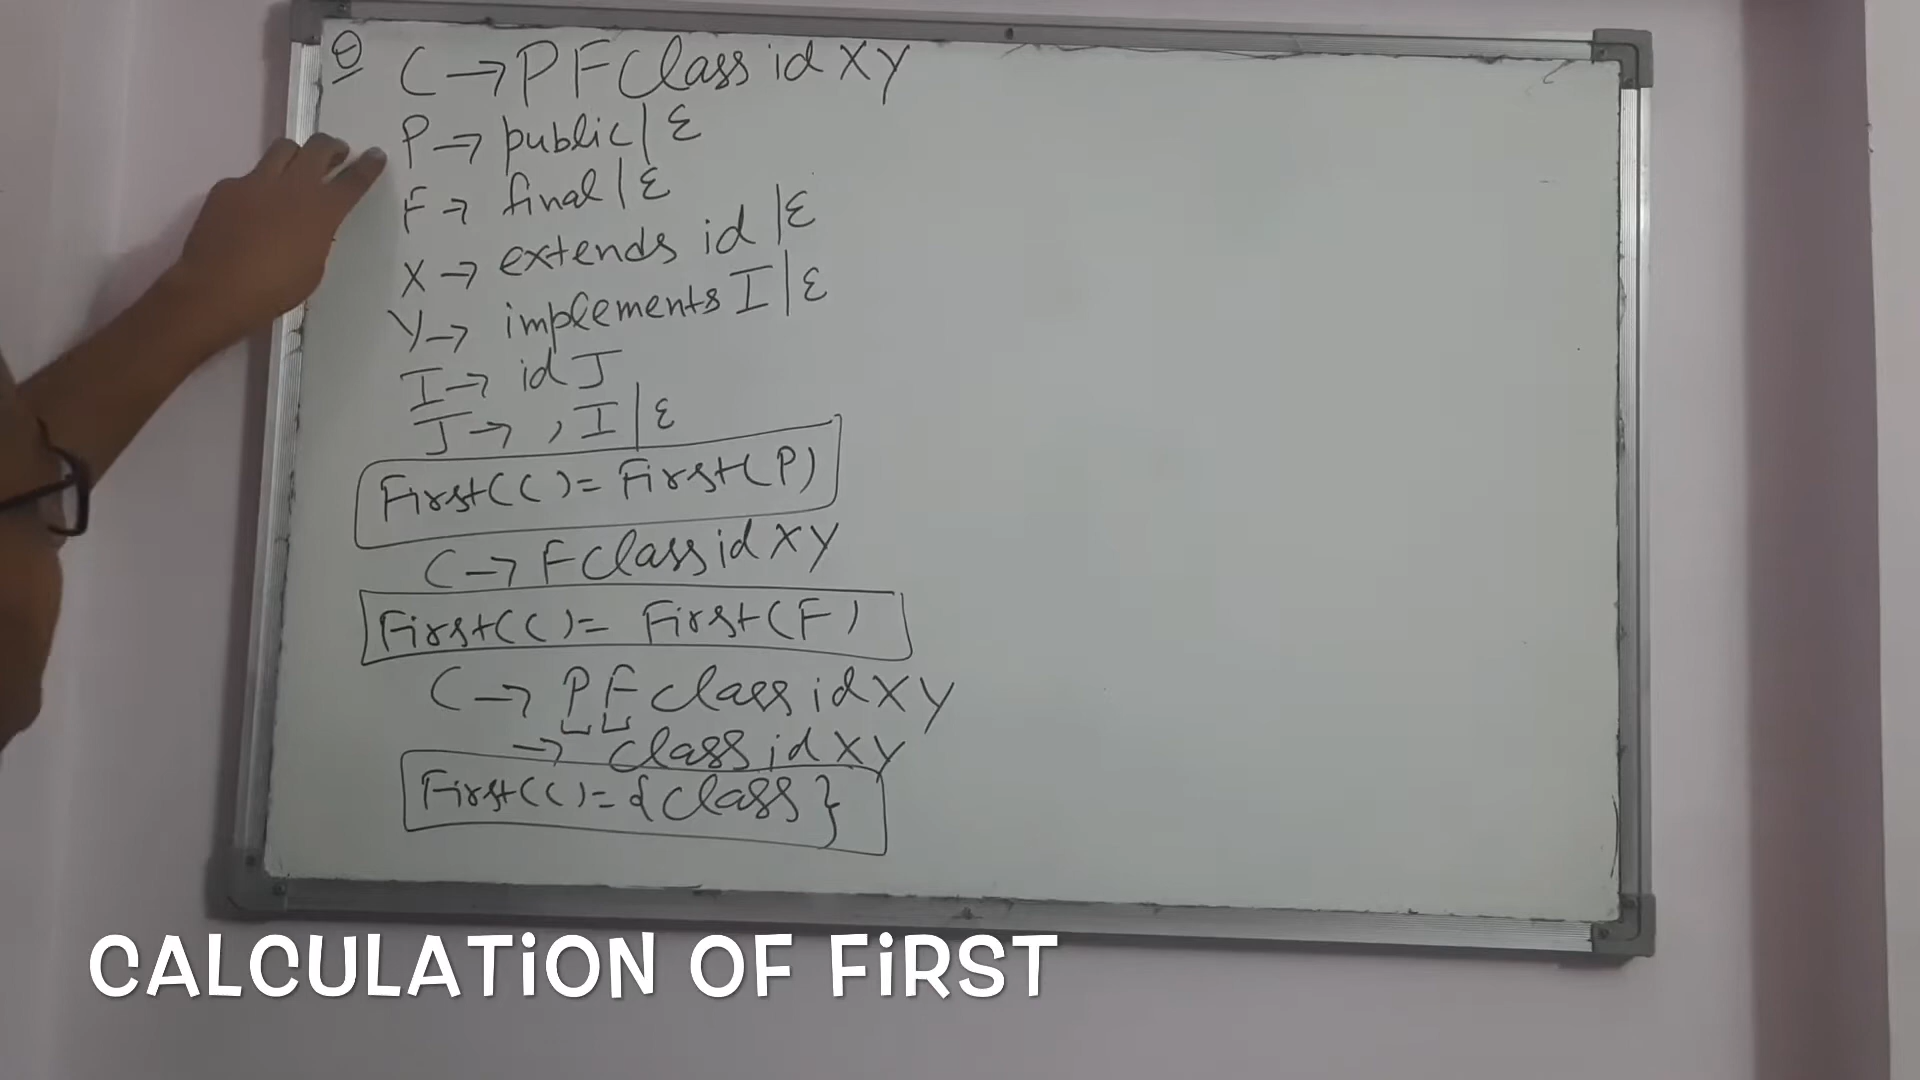 Q C → P F Class id X Y
P → public | ε
F → final | ε
X → extends id | ε
Y → implements I | ε
I → id J
J → , I | ε
First(C) = First(P)
C → F Class id X Y
First(C) = First(F)
C → P F class id X Y
→ class id X Y
First(C) = {class}
CALCULATION OF FIRST